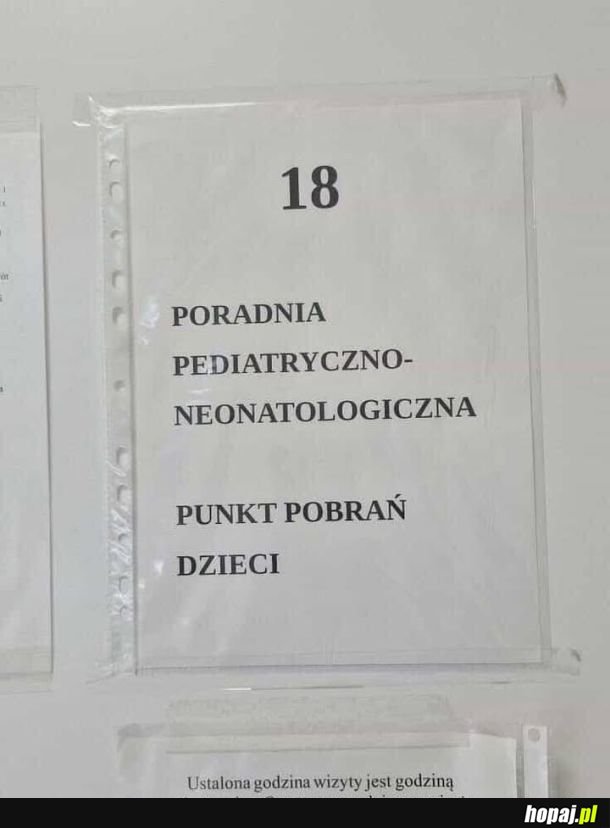 18
PORADNIA
PEDIATRYCZNO-
NEONATOLOGICZNA
PUNKT POBRAŃ
DZIECI
Ustalona godzina wizyty jest godziną
hopaj.pl